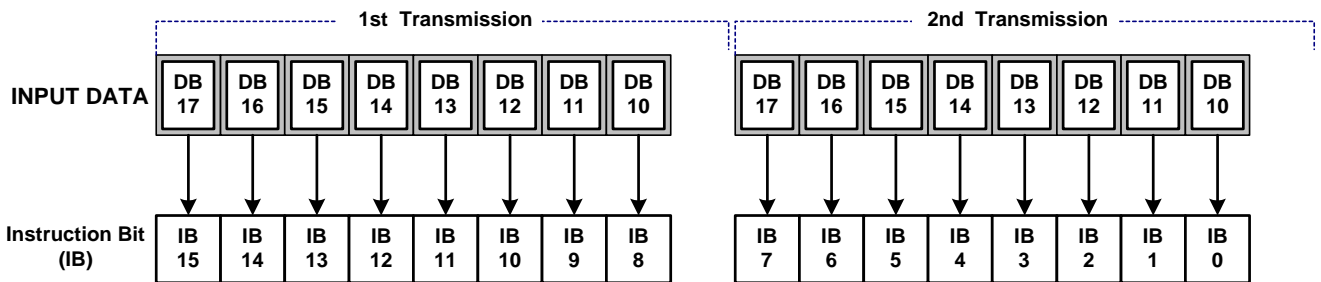 1st Transmission 2nd Transmission
INPUT DATA DB 17 DB 16 DB 15 DB 14 DB 13 DB 12 DB 11 DB 10 DB 17 DB 16 DB 15 DB 14 DB 13 DB 12 DB 11 DB 10
Instruction Bit (IB) IB 15 IB 14 IB 13 IB 12 IB 11 IB 10 IB 9 IB 8 IB 7 IB 6 IB 5 IB 4 IB 3 IB 2 IB 1 IB 0